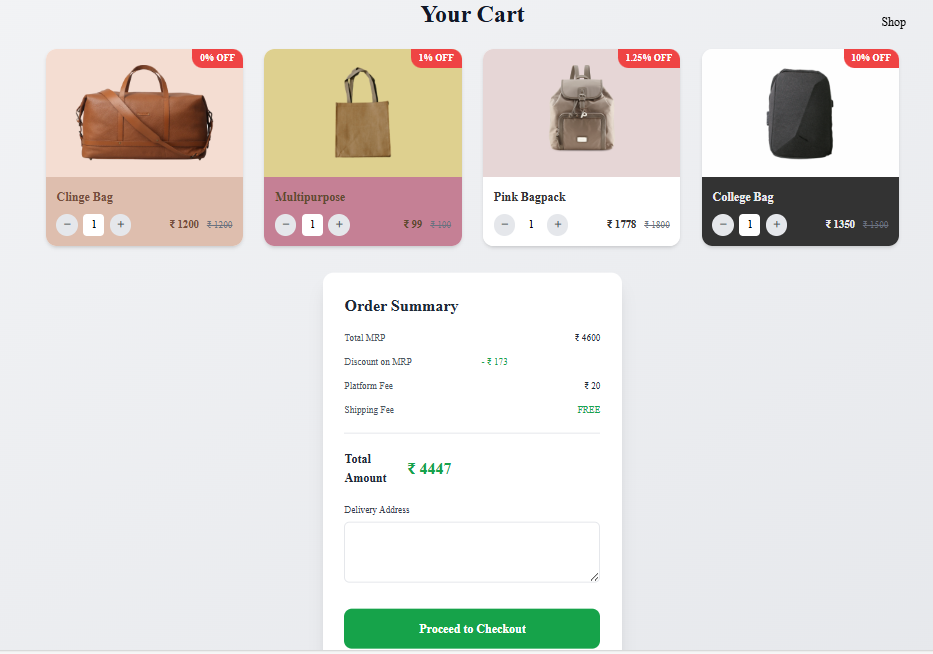 Your Cart
Shop
0% OFF
1% OFF
1.25% OFF
10% OFF
Clinge Bag
− 1 + ₹ 1200 ₹ 1200
Multipurpose
− 1 + ₹ 99 ₹ 100
Pink Bagpack
− 1 + ₹ 1778 ₹ 1800
College Bag
− 1 + ₹ 1350 ₹ 1500
Order Summary
Total MRP ₹ 4600
Discount on MRP - ₹ 173
Platform Fee ₹ 20
Shipping Fee FREE
Total
Amount ₹ 4447
Delivery Address
Proceed to Checkout